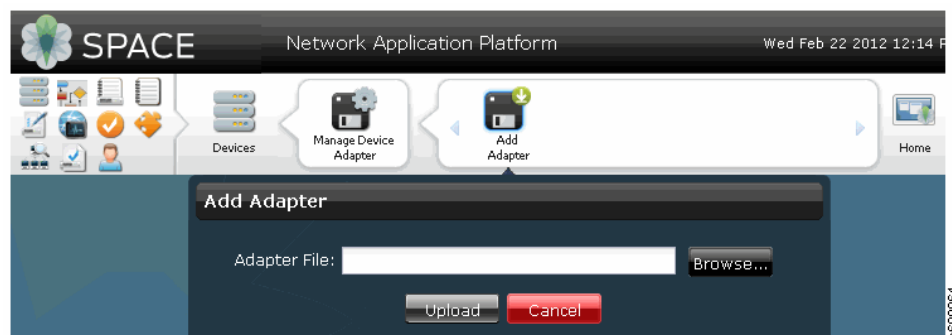 SPACE
Network Application Platform
Wed Feb 22 2012 12:14
Devices
Manage Device
Adapter
Add
Adapter
Home
Add Adapter
Adapter File:
Browse...
Upload
Cancel